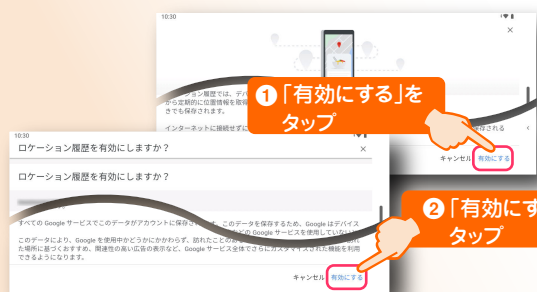 10:30
ケーション履歴では、デバ
から定期的に位置情報を取得
きでも保存されます。
インターネットに接続せずに
保存される
キャンセル 有効にする
❶「有効にする」を
タップ
10:30
ロケーション履歴を有効にしますか？
ロケーション履歴を有効にしますか？
すべての Google サービスでこのデータがアカウントに保存さ
す。このデータを保存するため、Google はデバイス
の Google サービスを使用していない
このデータにより、Google を使用中かどうかにかかわらず、訪れたことのあ
た場所に基づくおすすめ、関連性の高い広告の表示など、Google サービス全体でさらにカスタマイズされた機能を利用
できるようになります。
キャンセル 有効にする
❷「有効にす
タップ